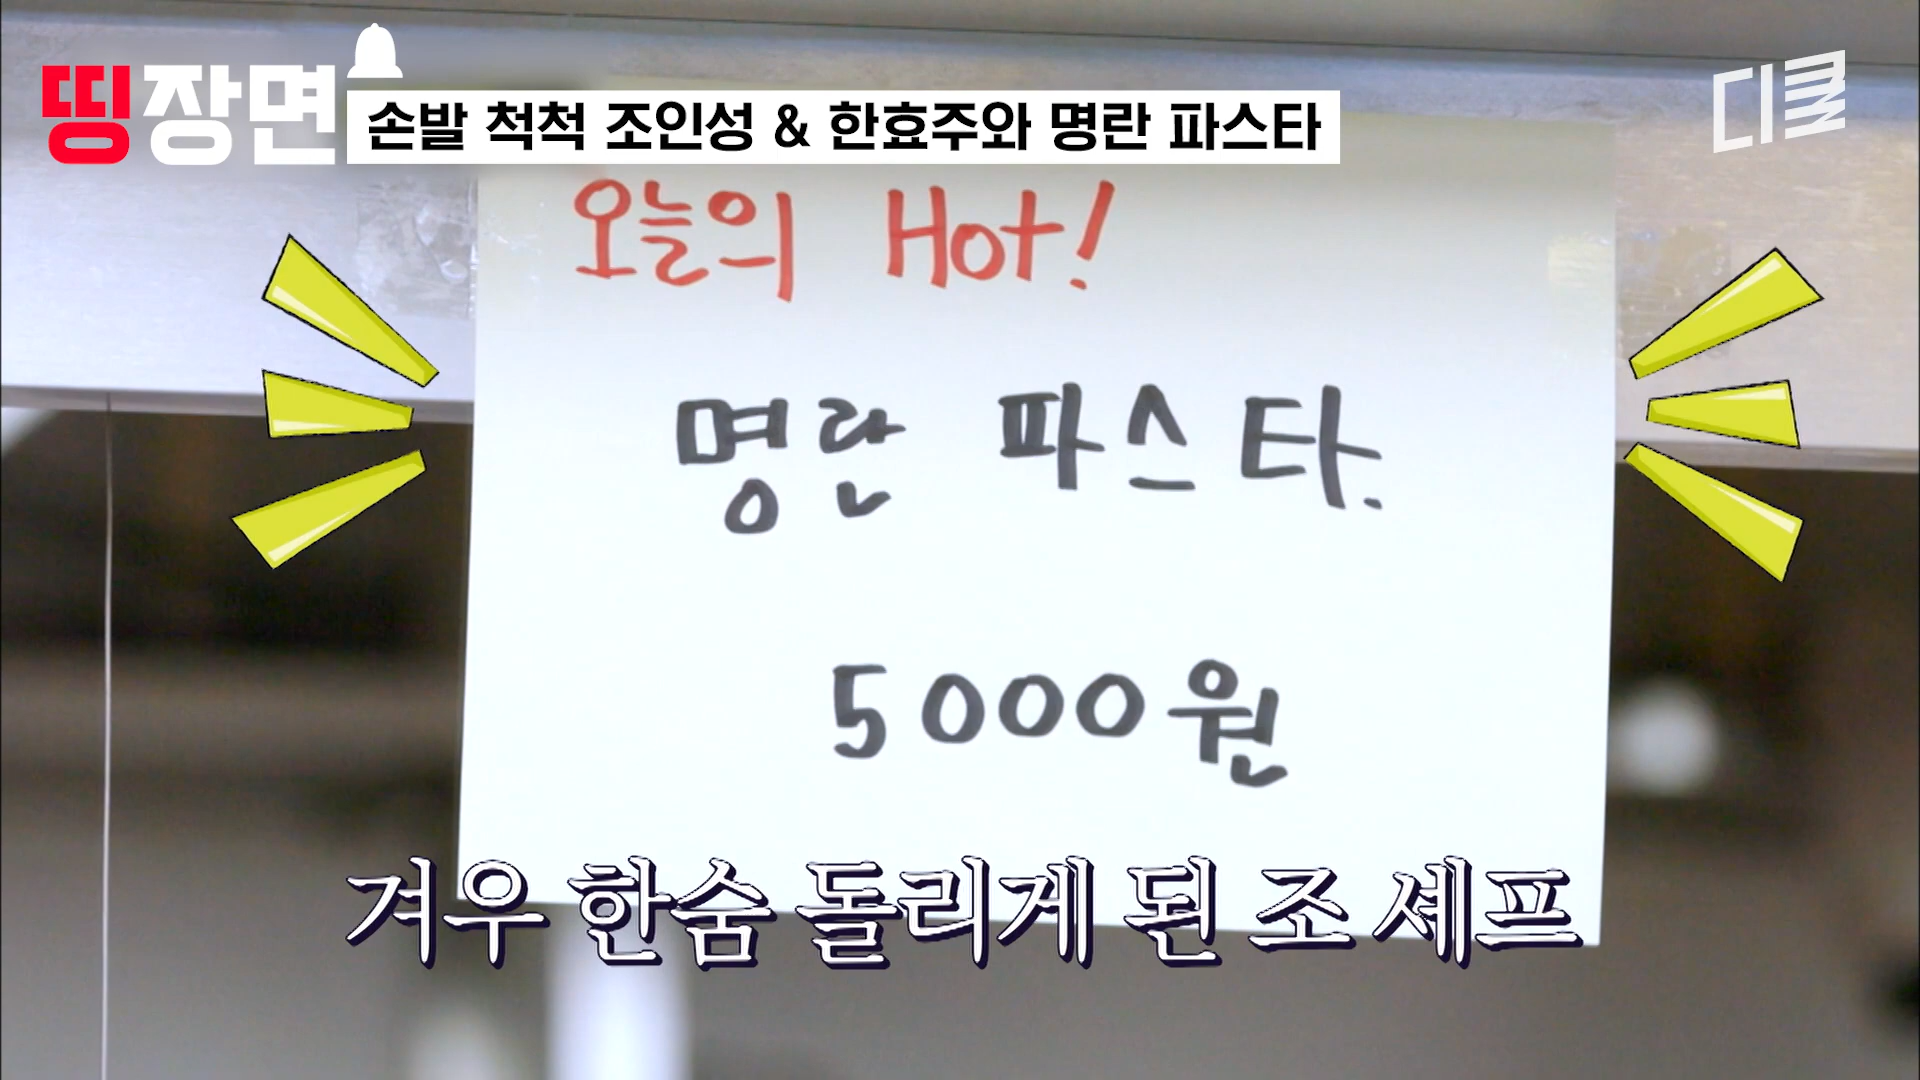 띵장면
손발 척척 조인성 & 한효주와 명란 파스타
디클
오늘의 Hot!
명란 파스타.
5000원
겨우 한숨 돌리게 된 조 셰프